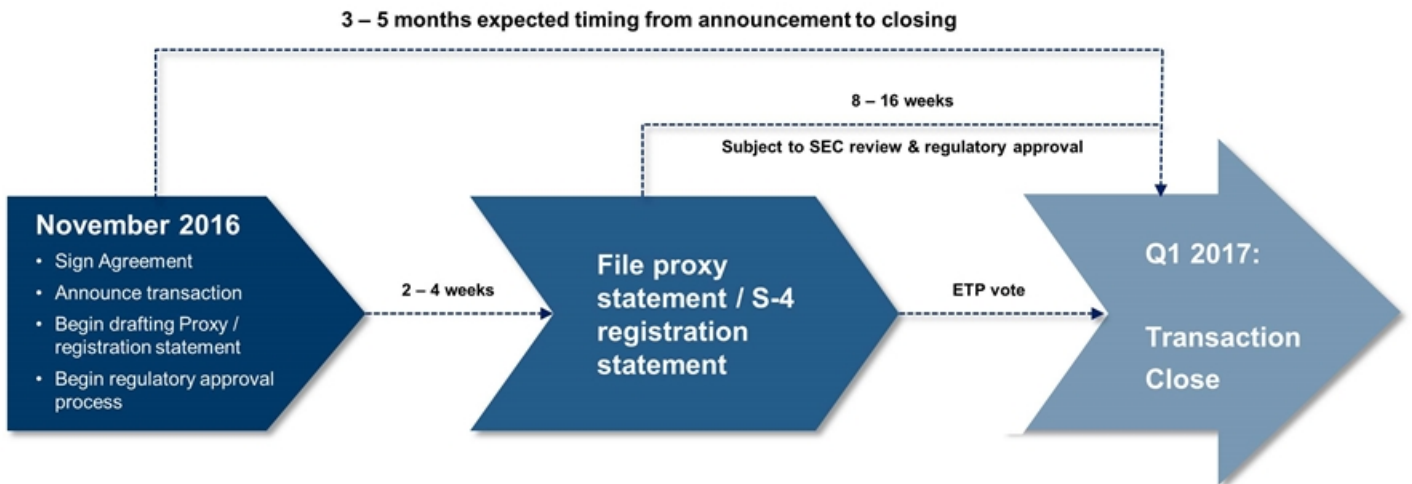 3 – 5 months expected timing from announcement to closing
8 – 16 weeks
Subject to SEC review & regulatory approval
November 2016
• Sign Agreement
• Announce transaction
• Begin drafting Proxy /
registration statement
• Begin regulatory approval
process
2 – 4 weeks
File proxy
statement / S-4
registration
statement
ETP vote
Q1 2017:
Transaction
Close